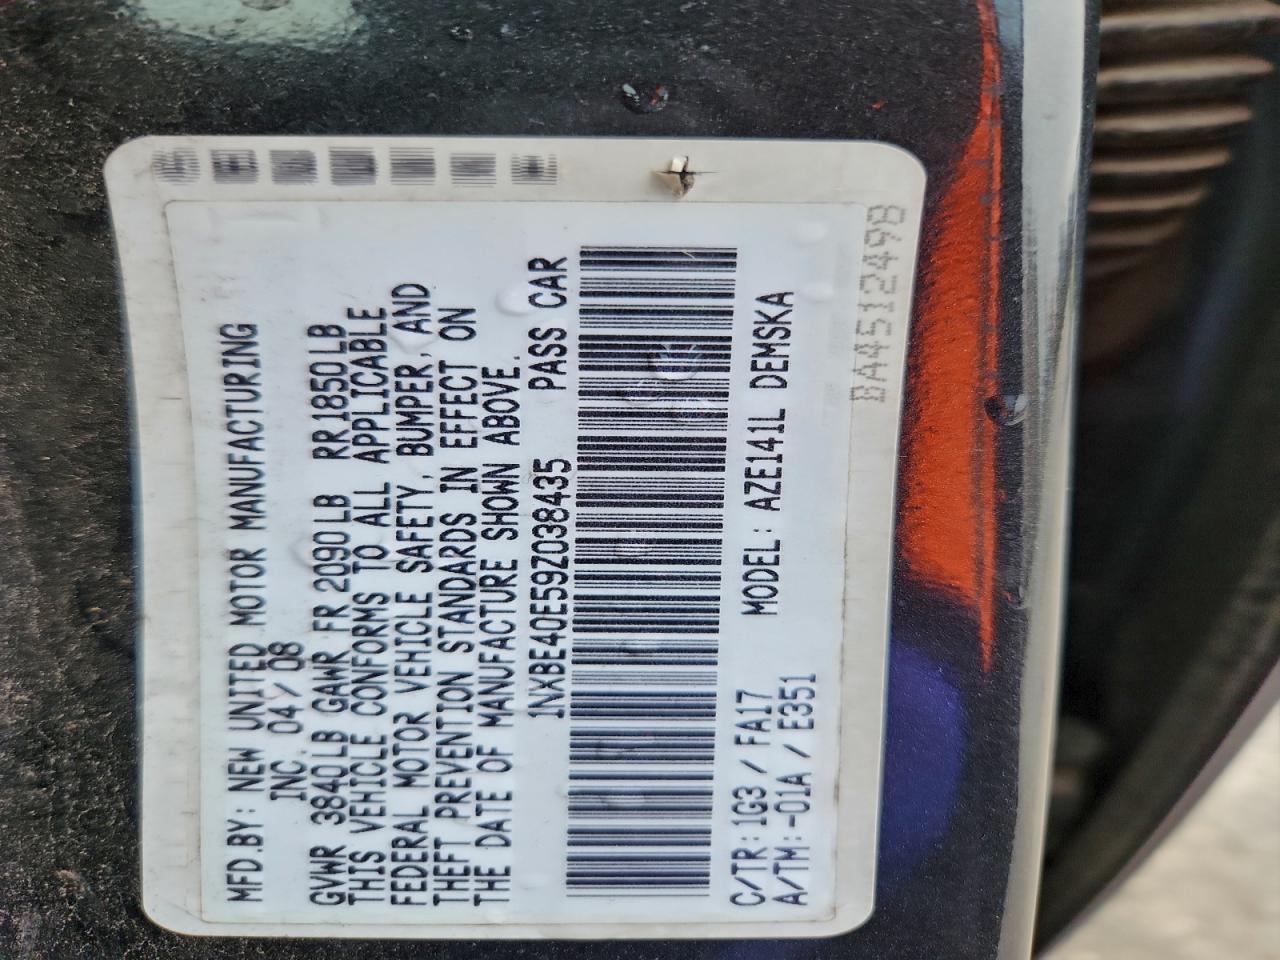 MFD.BY: NEW UNITED MOTOR MANUFACTURING
INC. 04/08
GVWR 3840LB GAWR FR 2090LB RR1850LB
THIS VEHICLE CONFORMS TO ALL APPLICABLE
FEDERAL MOTOR VEHICLE SAFETY, BUMPER, AND
THEFT PREVENTION STANDARDS IN EFFECT ON
THE DATE OF MANUFACTURE SHOWN ABOVE.
1NXBE40E59Z038435 PASS CAR
C/TR: 1G3 / FA17 MODEL: AZE141L DEMSKA
A/TM:-01A / E351
DA4512498